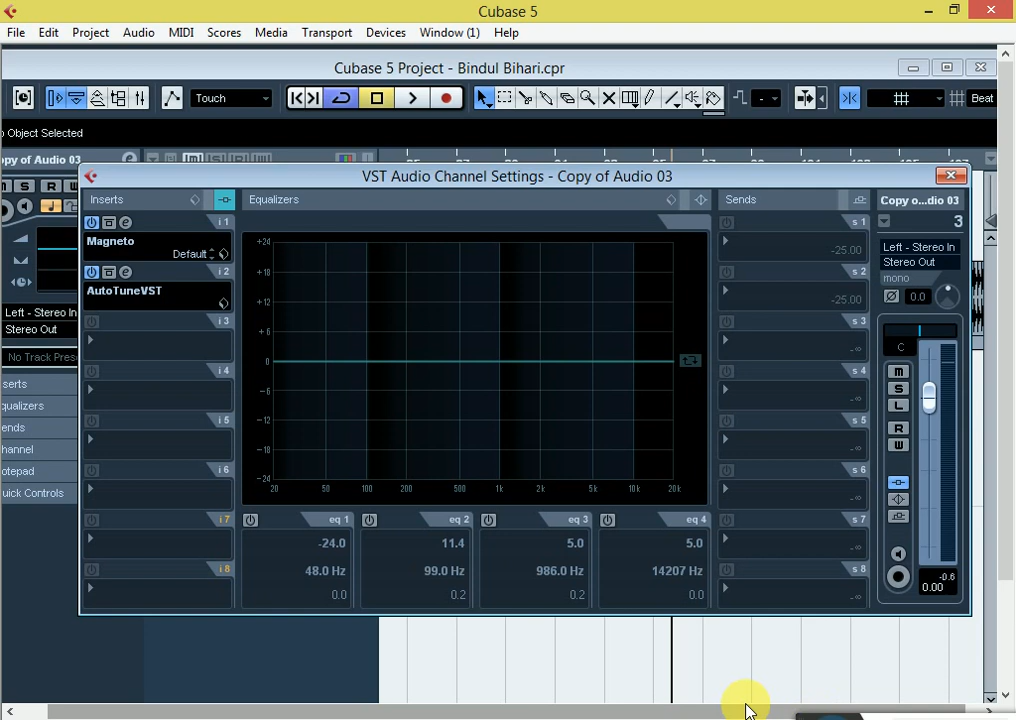 Cubase 5
File Edit Project Audio MIDI Scores Media Transport Devices Window (1) Help
Cubase 5 Project - Bindul Bihari.cpr
Touch
Beat
o Object Selected
opy of Audio 03
VST Audio Channel Settings - Copy of Audio 03
Inserts
Equalizers
Sends
Copy o...dio 03
3
i 1
Magneto
Default
i 2
AutoTuneVST
i 3
i 4
i 5
i 6
i 7
i 8
+24
+18
+12
+6
0
-6
-12
-18
-24
20 50 100 200 500 1k 2k 5k 10k 20k
eq 1 eq 2 eq 3 eq 4
-24.0 11.4 5.0 5.0
48.0 Hz 99.0 Hz 986.0 Hz 14207 Hz
0.0 0.2 0.2 0.0
s 1
-25.00
s 2
-25.00
s 3
-∞
s 4
-∞
s 5
-∞
s 6
-∞
s 7
-∞
s 8
-∞
Left - Stereo In
Stereo Out
mono
0.0
C
M
S
L
R
W
-0.6
0.00
S R W
Left - Stereo In
Stereo Out
No Track Pres
serts
qualizers
ends
hannel
otepad
uick Controls